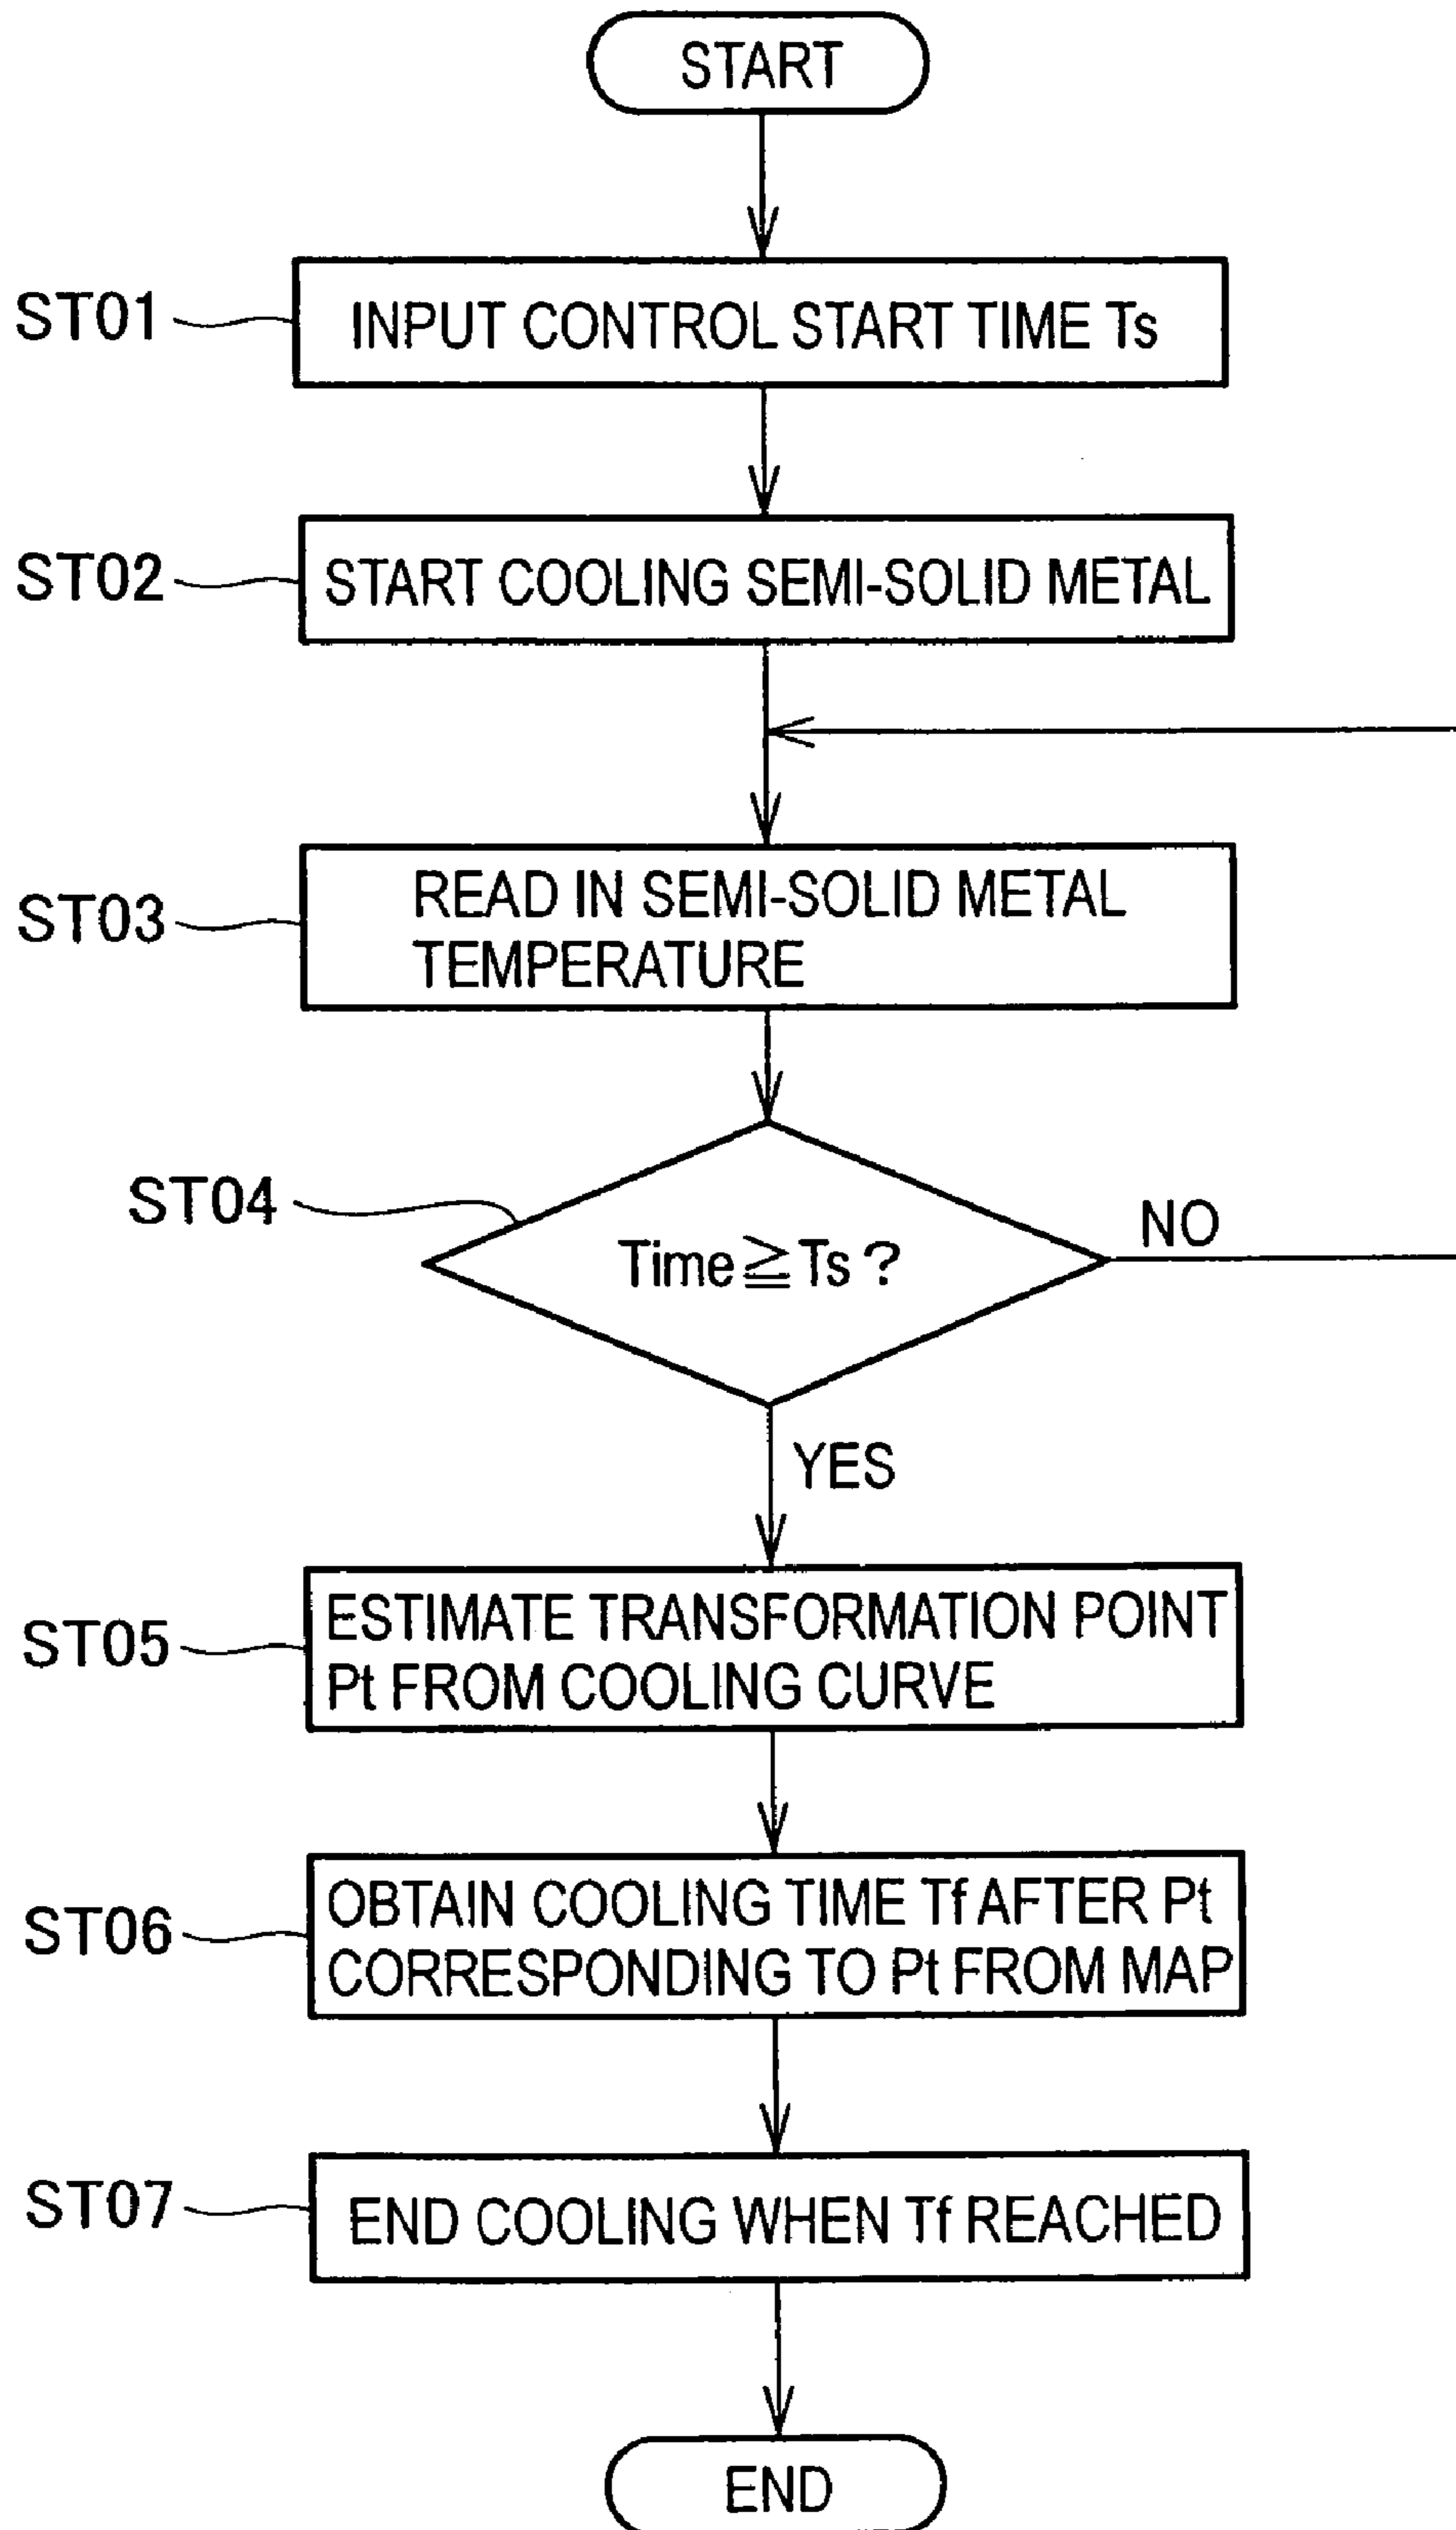 START
ST01
INPUT CONTROL START TIME Ts
ST02
START COOLING SEMI-SOLID METAL
ST03
READ IN SEMI-SOLID METAL
TEMPERATURE
ST04
Time ≧ Ts ?
NO
YES
ST05
ESTIMATE TRANSFORMATION POINT
Pt FROM COOLING CURVE
ST06
OBTAIN COOLING TIME Tf AFTER Pt
CORRESPONDING TO Pt FROM MAP
ST07
END COOLING WHEN Tf REACHED
END